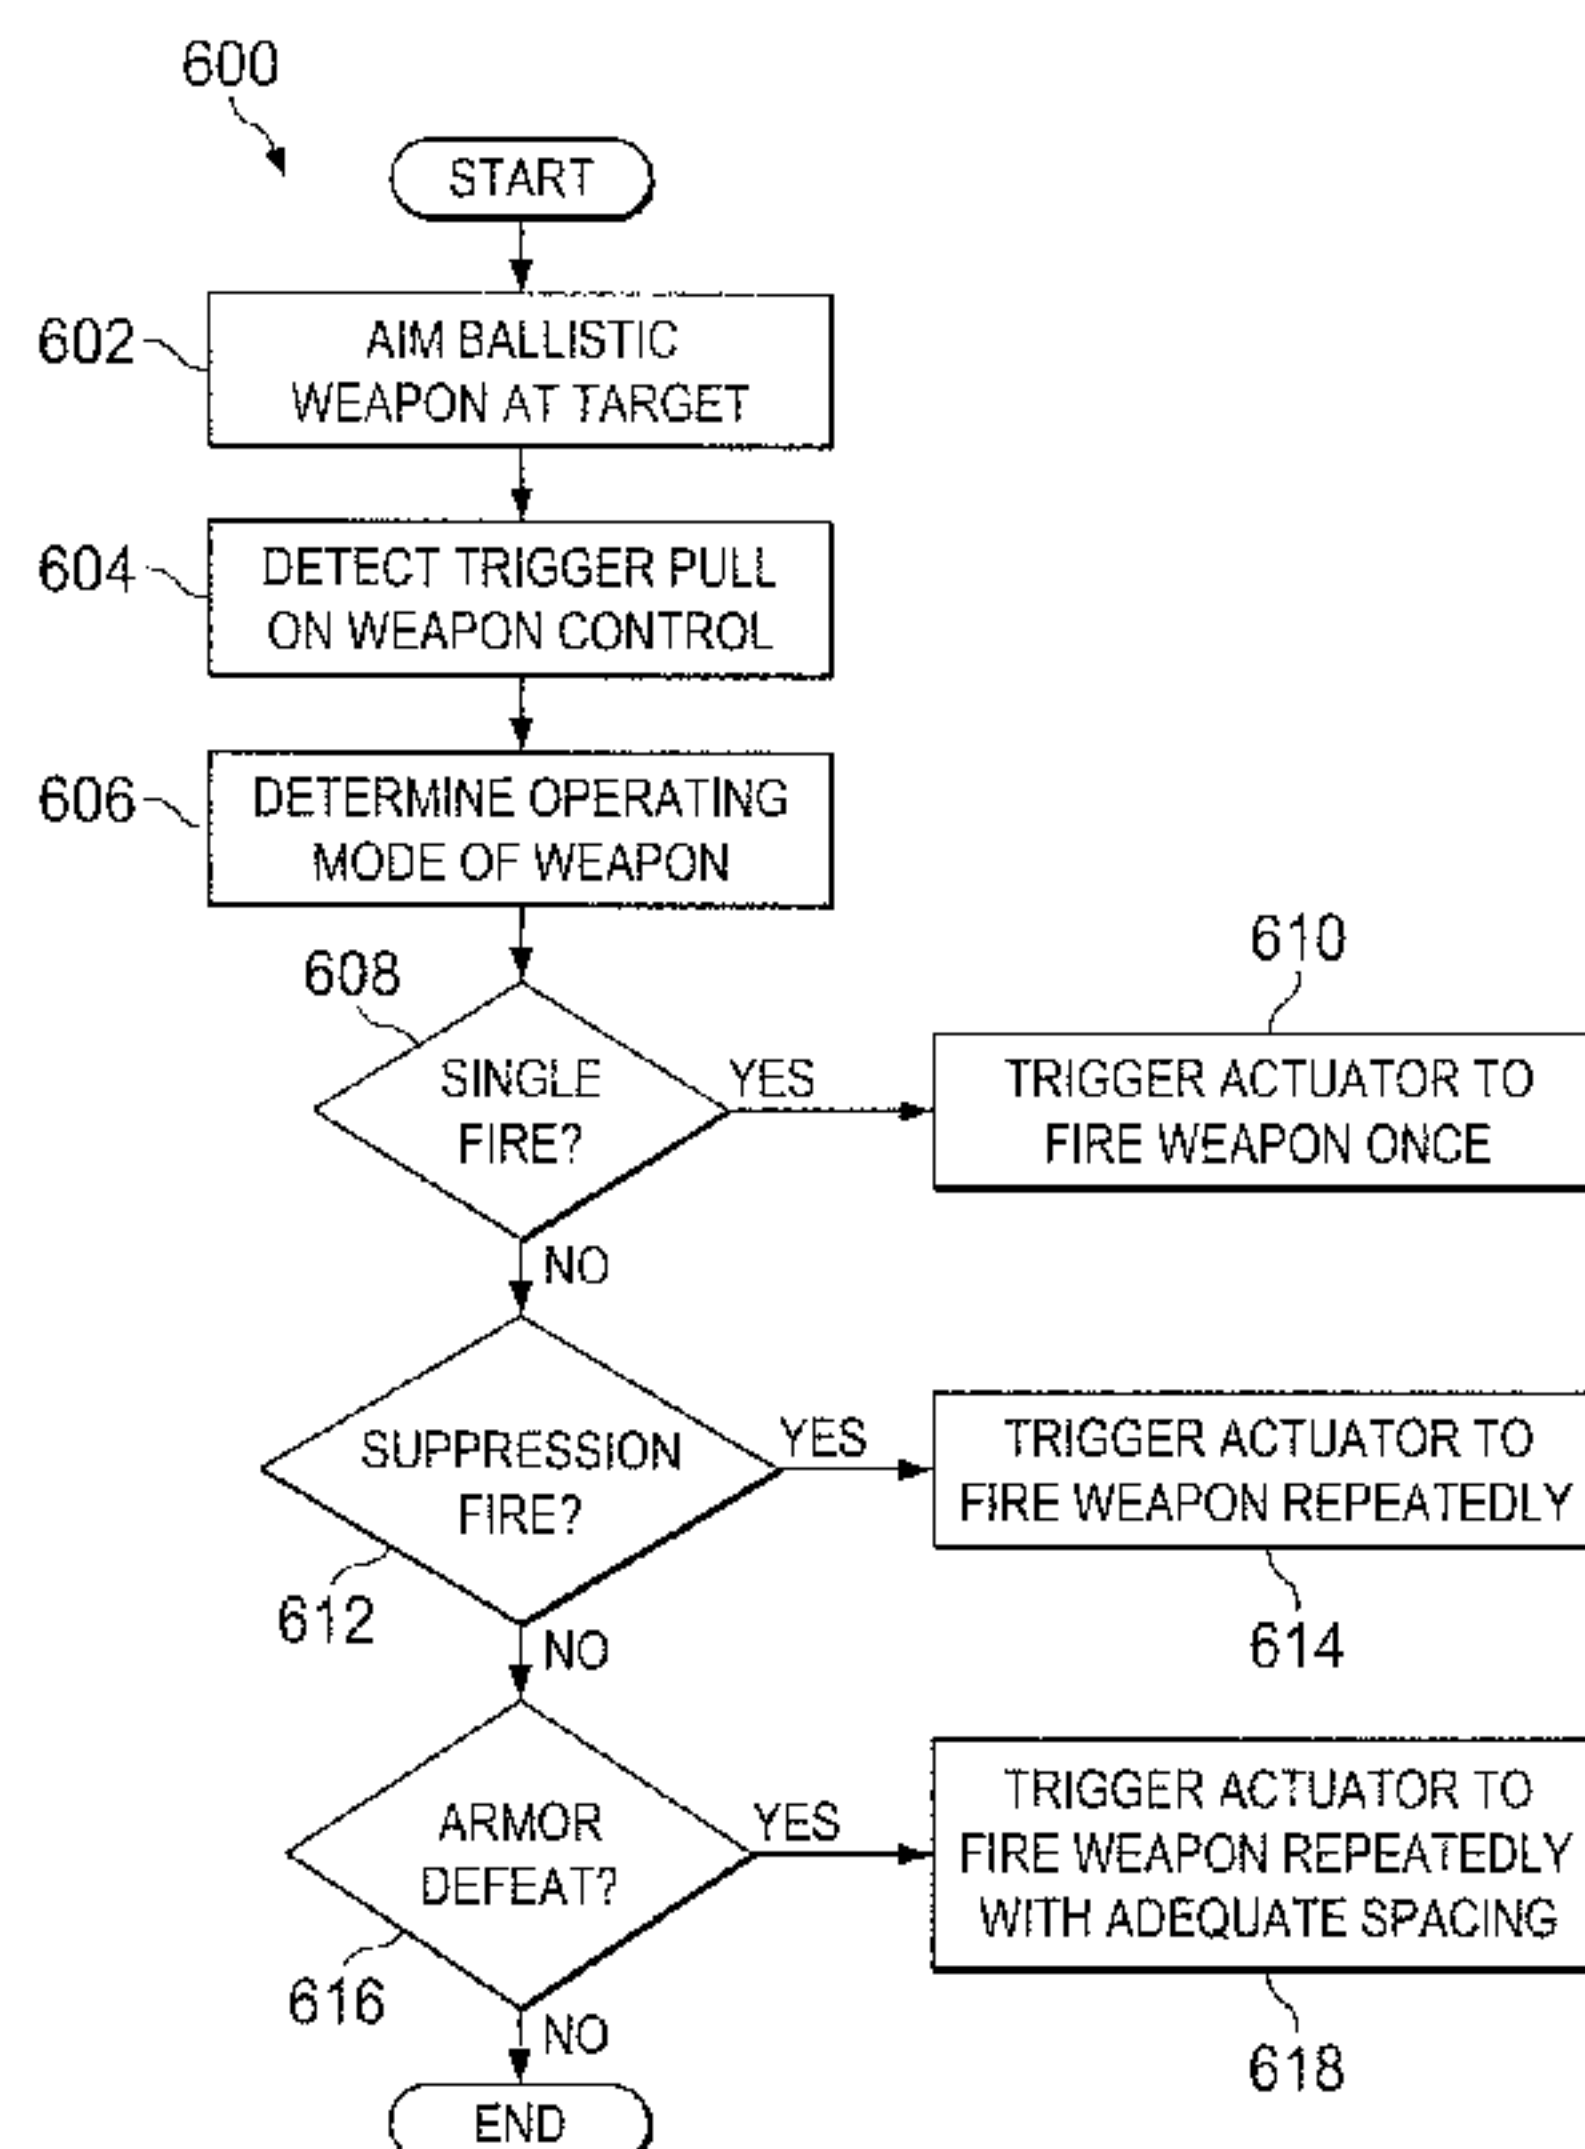 600
START
602
AIM BALLISTIC
WEAPON AT TARGET
604
DETECT TRIGGER PULL
ON WEAPON CONTROL
606
DETERMINE OPERATING
MODE OF WEAPON
608
SINGLE
FIRE?
YES
610
TRIGGER ACTUATOR TO
FIRE WEAPON ONCE
NO
SUPPRESSION
FIRE?
612
YES
TRIGGER ACTUATOR TO
FIRE WEAPON REPEATEDLY
614
NO
ARMOR
DEFEAT?
616
YES
TRIGGER ACTUATOR TO
FIRE WEAPON REPEATEDLY
WITH ADEQUATE SPACING
618
NO
END